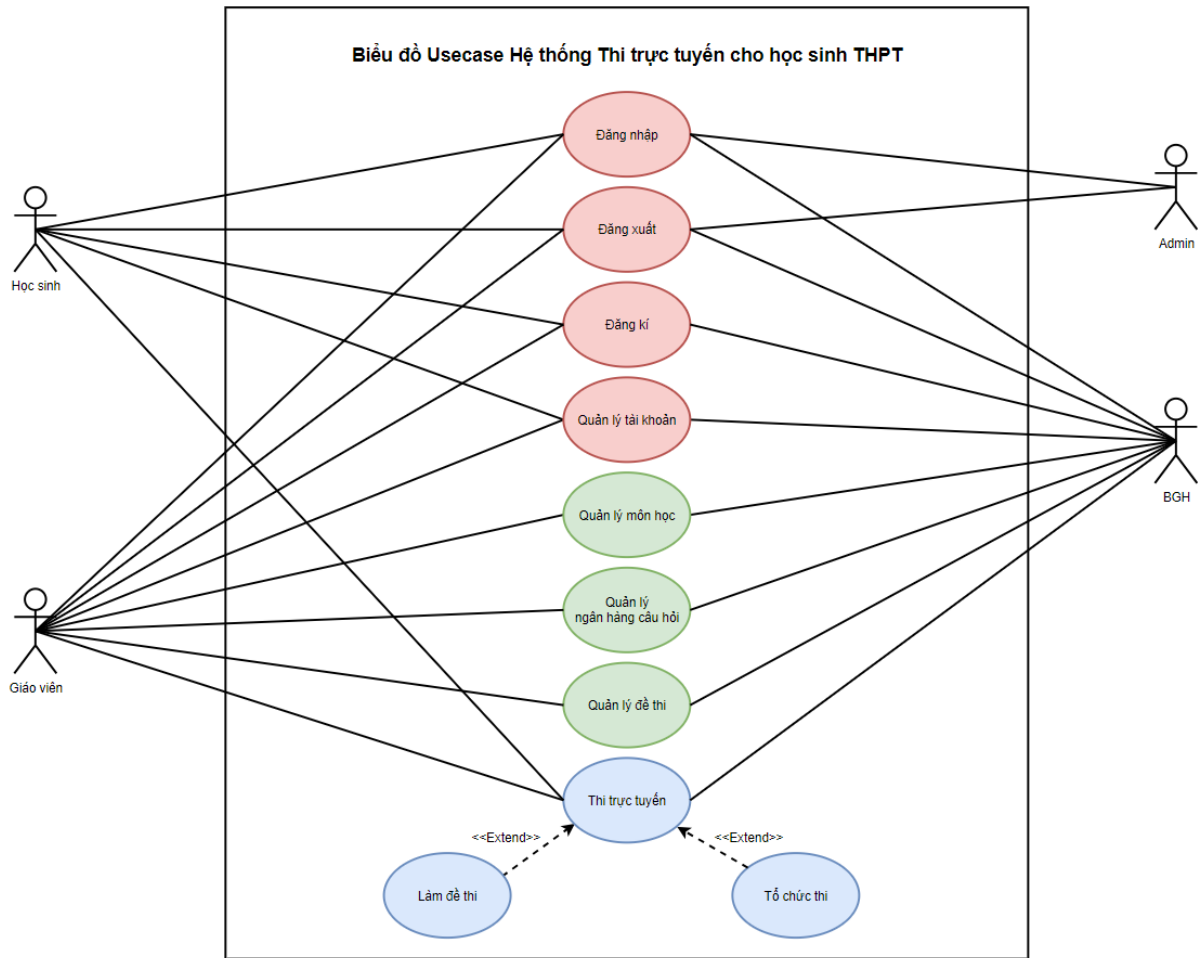 Biểu đồ Usecase Hệ thống Thi trực tuyến cho học sinh THPT
Đăng nhập
Đăng xuất
Đăng kí
Quản lý tài khoản
Quản lý môn học
Quản lý
ngân hàng câu hỏi
Quản lý đề thi
Thi trực tuyến
<<Extend>>
<<Extend>>
Làm đề thi
Tổ chức thi
Học sinh
Giáo viên
Admin
BGH